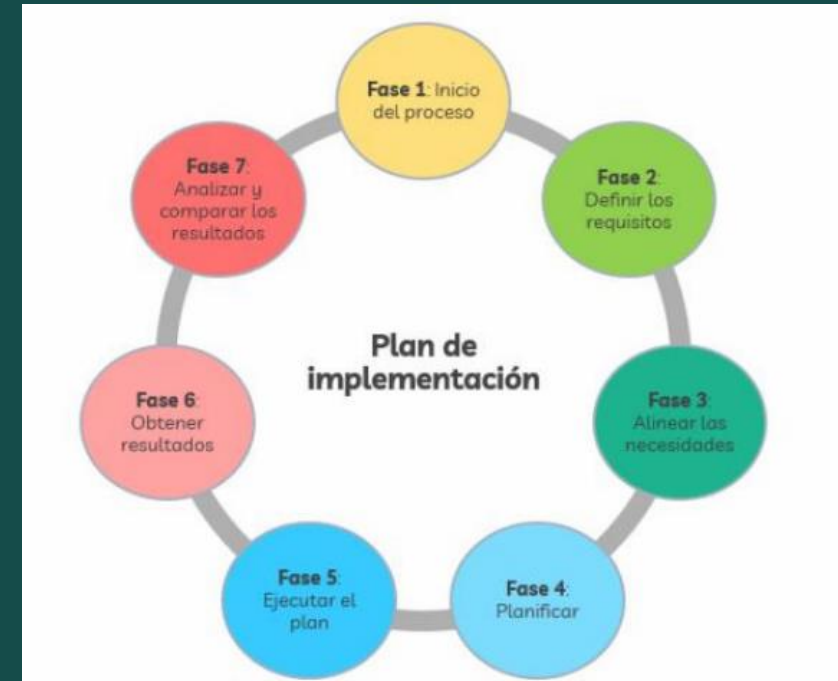 Fase 1: Inicio
del proceso
Fase 2:
Definir los
requisitos
Fase 3:
Alinear las
necesidades
Fase 4:
Planificar
Fase 5:
Ejecutar el
plan
Fase 6:
Obtener
resultados
Fase 7:
Analizar y
comparar los
resultados
Plan de
implementación